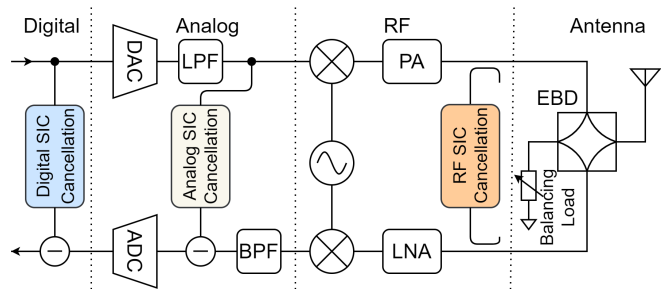 Digital
Analog
RF
Antenna
DAC
LPF
PA
EBD
Digital SIC
Cancellation
Analog SIC
Cancellation
RF SIC
Cancellation
Balancing
Load
ADC
BPF
LNA